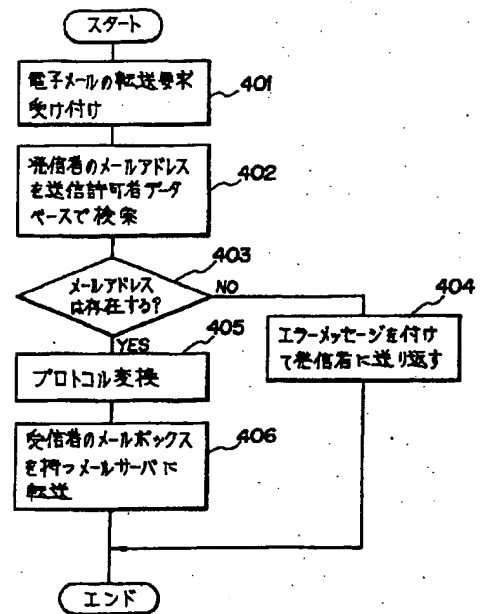 スタート
電子メールの転送要求
受け付け
401
発信者のメールアドレス
を送信許可者データ
ベースで検索
402
403
メールアドレス
は存在する?
NO
404
YES
405
エラーメッセージを付け
て発信者に送り返す
プロトコル変換
受信者のメールボックス
を持つメールサーバに
転送
406
エンド